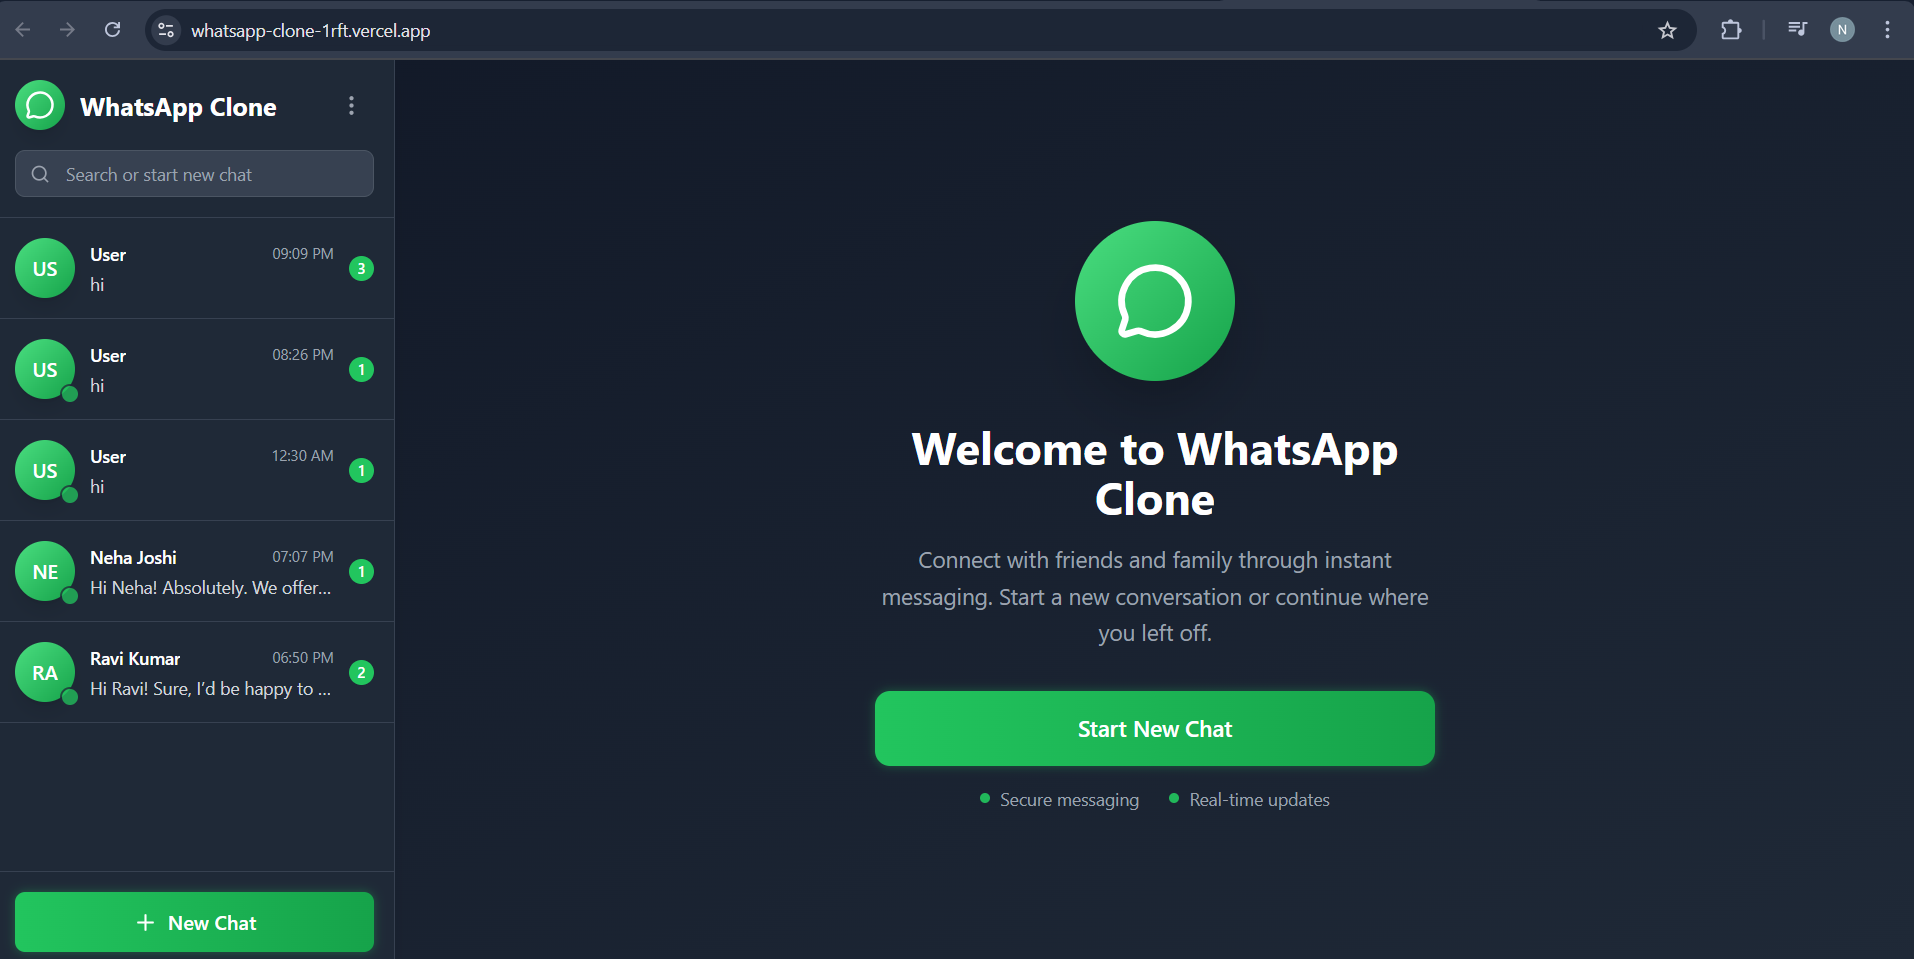 whatsapp-clone-1rft.vercel.app
N
WhatsApp Clone
Search or start new chat
US
User
09:09 PM
3
hi
US
User
08:26 PM
1
hi
US
User
12:30 AM
1
hi
NE
Neha Joshi
07:07 PM
1
Hi Neha! Absolutely. We offer...
RA
Ravi Kumar
06:50 PM
2
Hi Ravi! Sure, I’d be happy to ...
New Chat
Welcome to WhatsApp
Clone
Connect with friends and family through instant
messaging. Start a new conversation or continue where
you left off.
Start New Chat
Secure messaging
Real-time updates